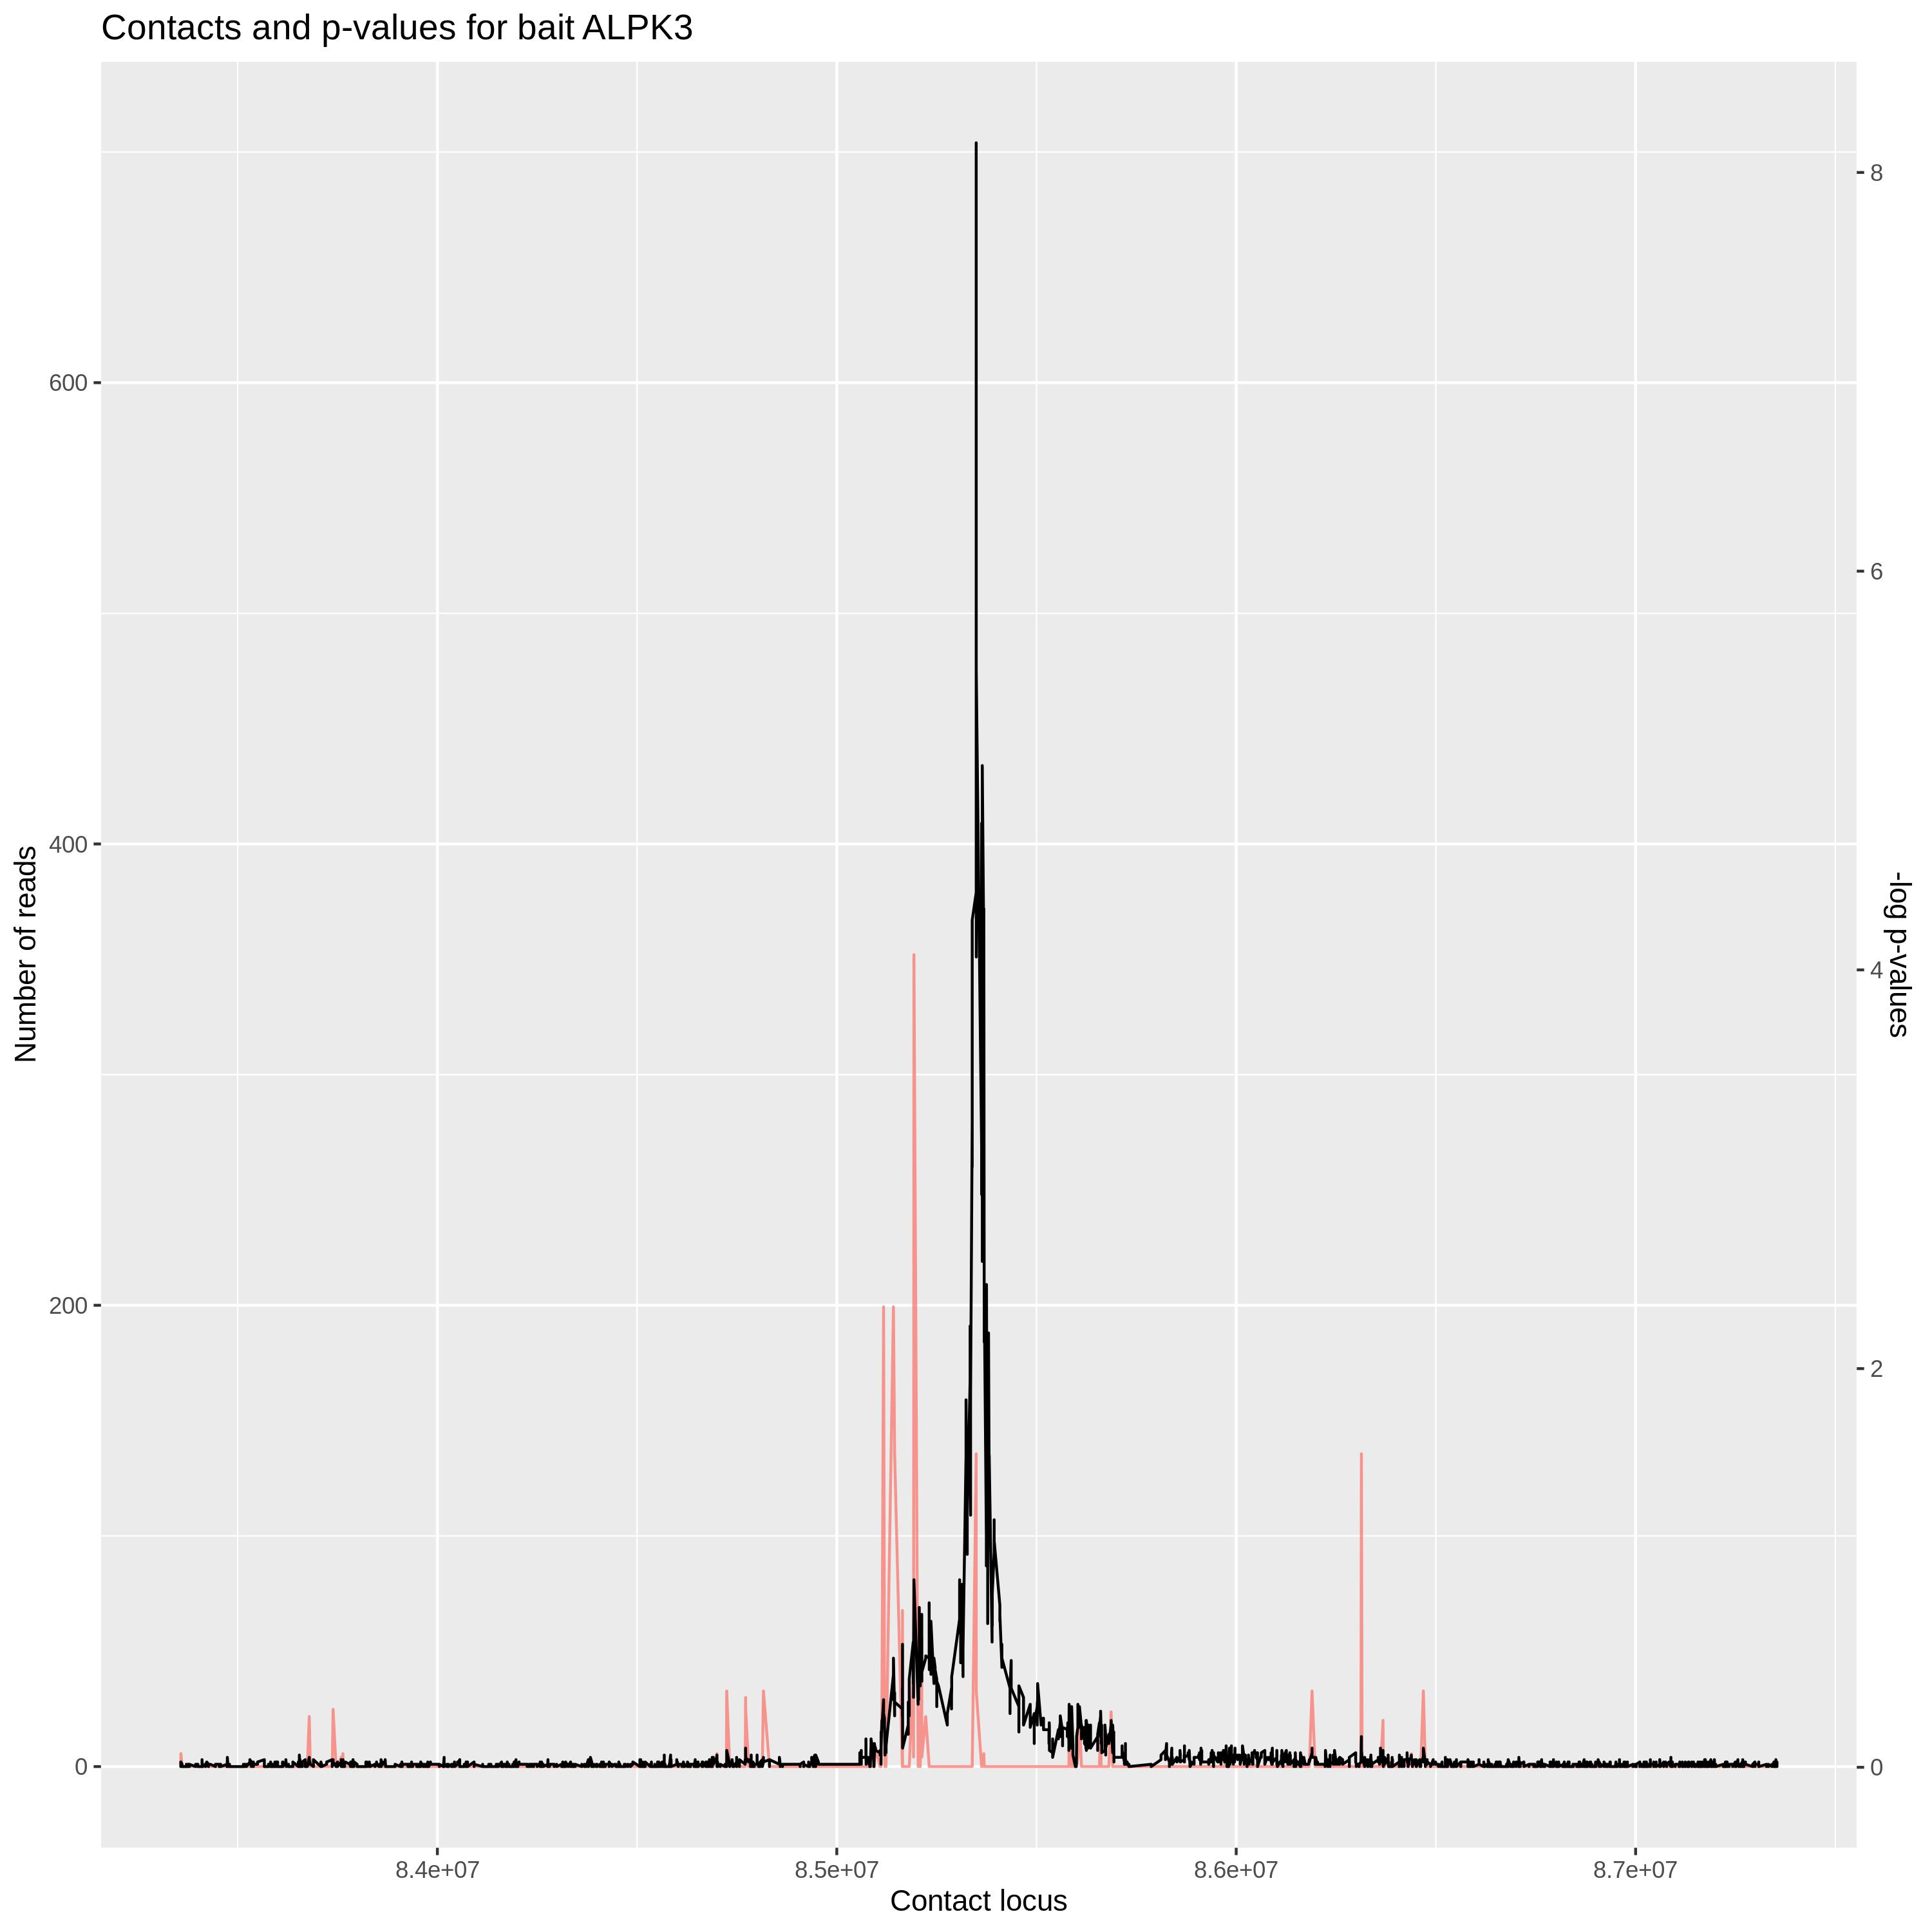 Contacts and p-values for bait ALPK3
Number of reads
600
400
200
0
8
6
4
2
0
-log p-values
8.4e+07
8.5e+07
8.6e+07
8.7e+07
Contact locus